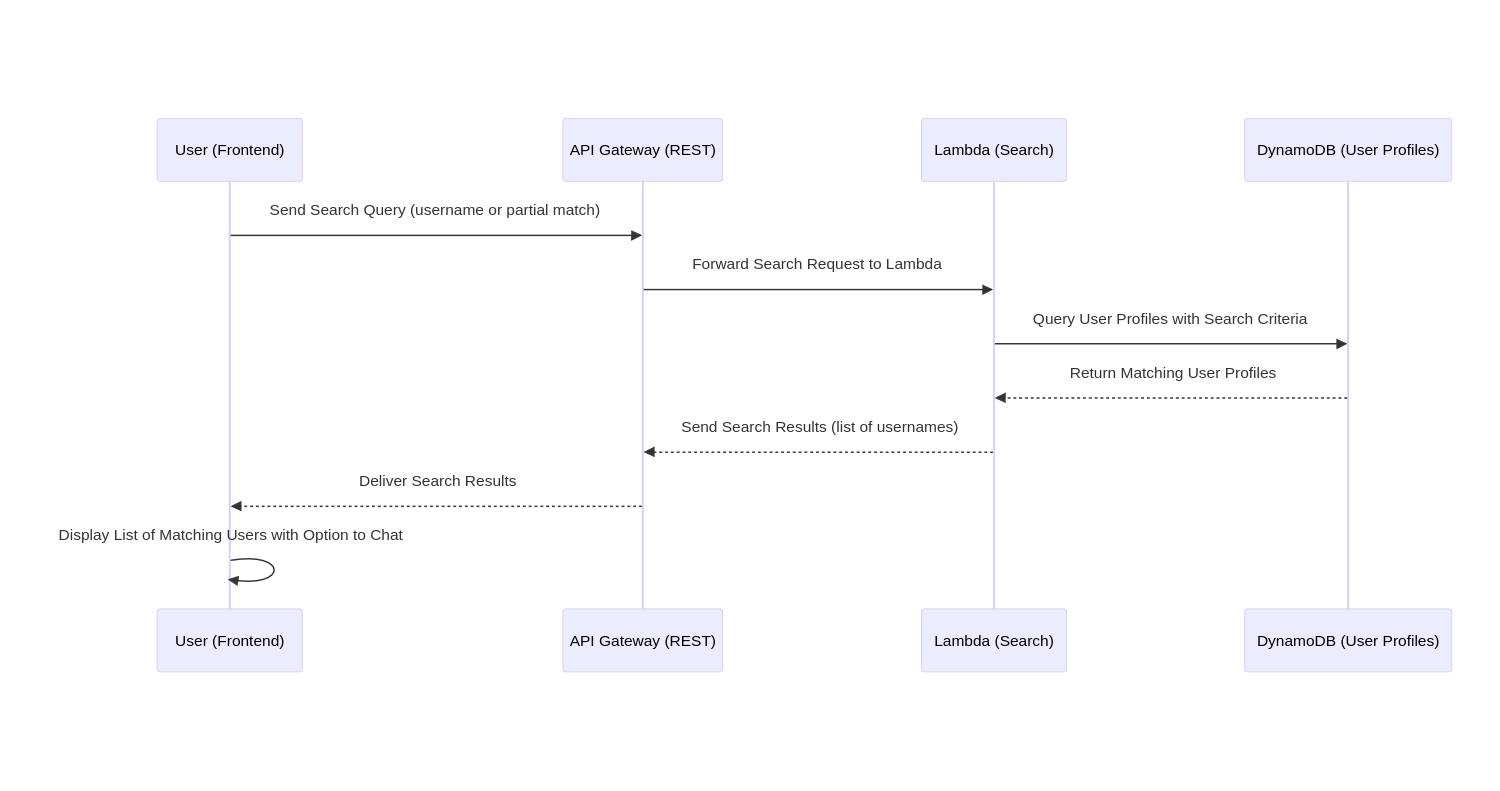 User (Frontend)
API Gateway (REST)
Lambda (Search)
DynamoDB (User Profiles)
Send Search Query (username or partial match)
Forward Search Request to Lambda
Query User Profiles with Search Criteria
Return Matching User Profiles
Send Search Results (list of usernames)
Deliver Search Results
Display List of Matching Users with Option to Chat
User (Frontend)
API Gateway (REST)
Lambda (Search)
DynamoDB (User Profiles)